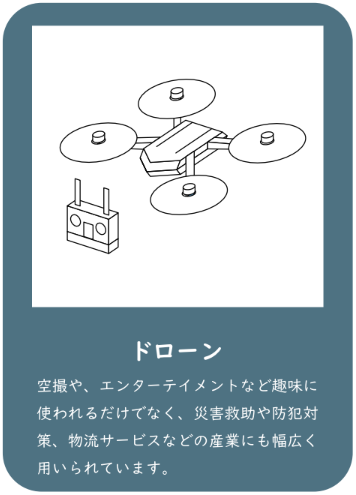 ドローン
空撮や、エンターテイメントなど趣味に
使われるだけでなく、災害救助や防犯対
策、物流サービスなどの産業にも幅広く
用いられています。